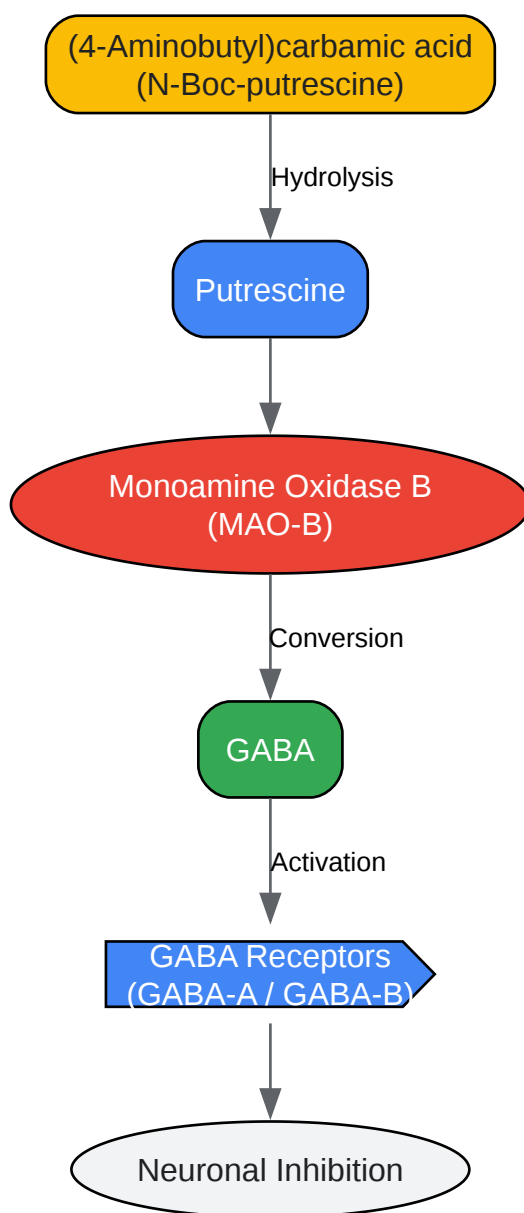 (4-Aminobutyl)carbamic acid
(N-Boc-putrescine)
Hydrolysis
Putrescine
Monoamine Oxidase B
(MAO-B)
Conversion
GABA
Activation
GABA Receptors
(GABA-A / GABA-B)
Neuronal Inhibition